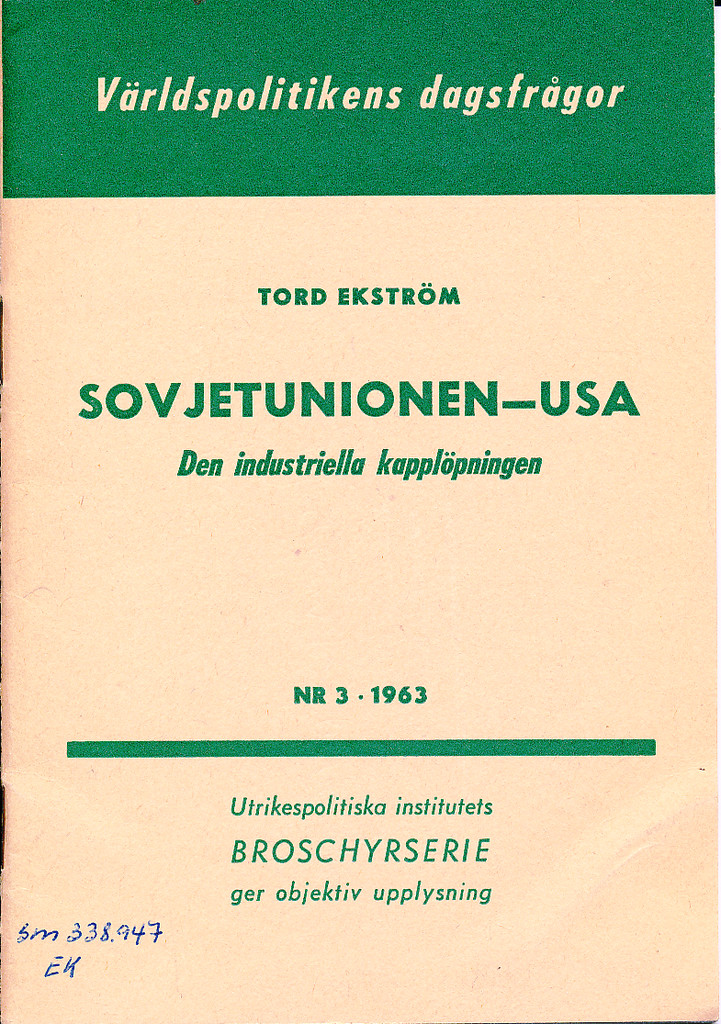 Världspolitikens dagsfrågor
TORD EKSTRÖM
SOVJETUNIONEN—USA
Den industriella kapplöpningen
NR 3 · 1963
Utrikespolitiska institutets
BROSCHYRSERIE
ger objektiv upplysning
sm 338.947
EK